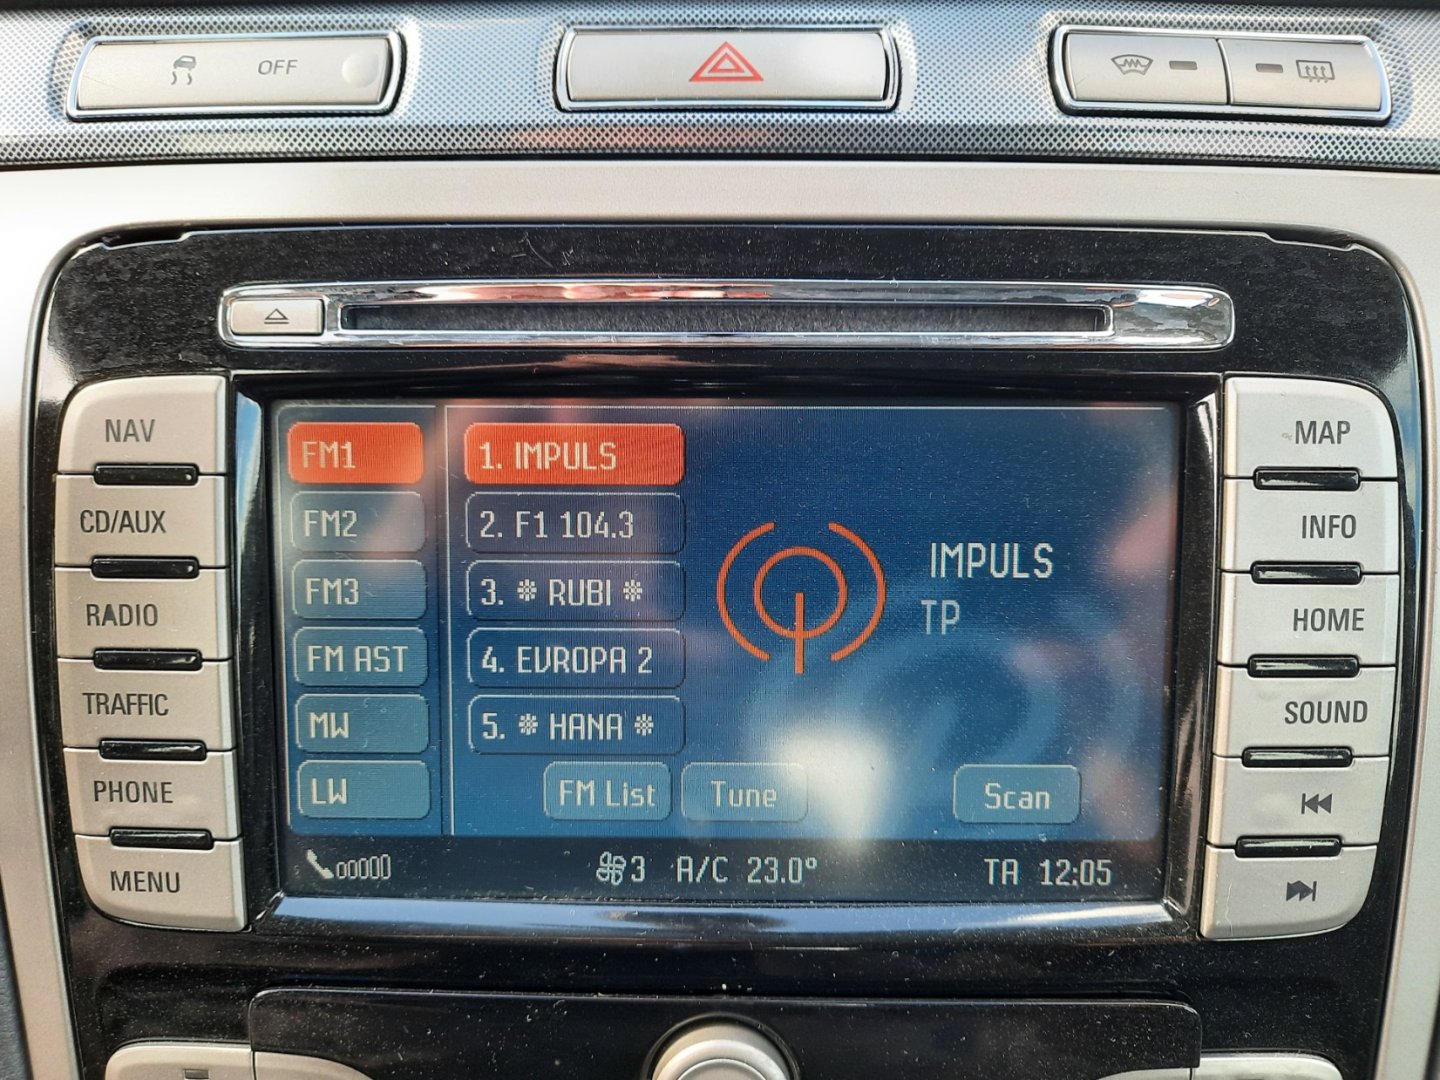 OFF
NAV
CD/AUX
RADIO
TRAFFIC
PHONE
MENU
FM1
FM2
FM3
FM AST
MW
LW
1. IMPULS
2. F1 104.3
3. * RUBI *
4. EVROPA 2
5. * HANA *
IMPULS
TP
FM List
Tune
Scan
00000
3 A/C 23.0°
TA 12:05
MAP
INFO
HOME
SOUND